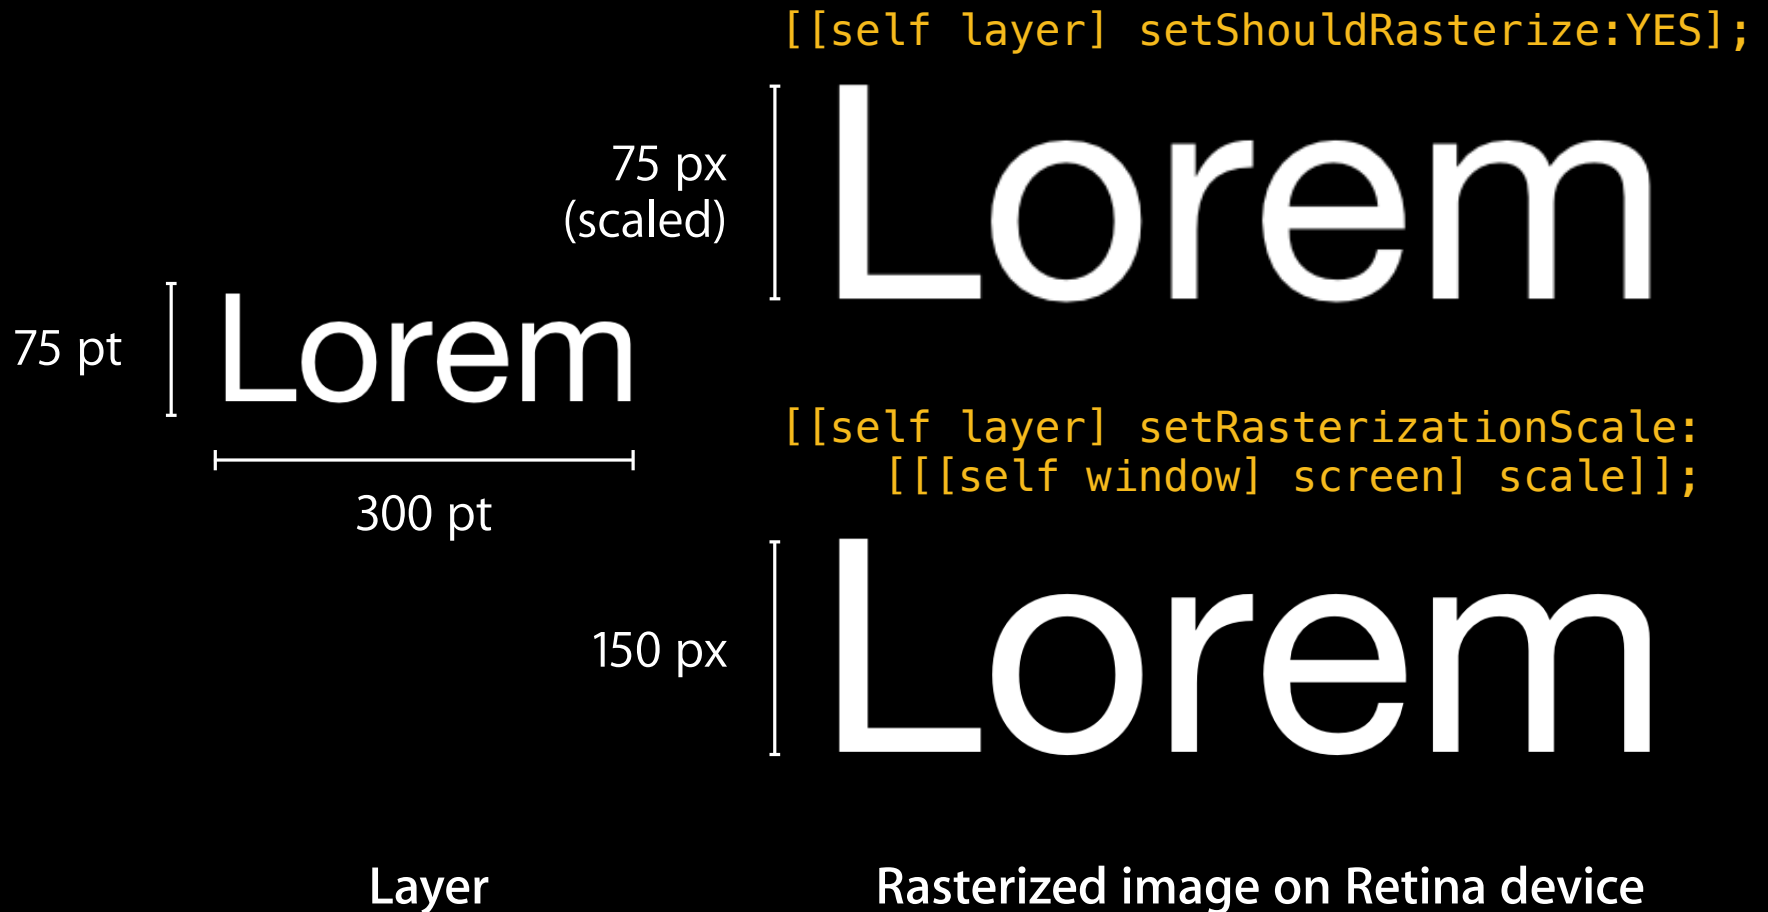 [[self layer] setShouldRasterize:YES];
75 px
(scaled)
Lorem
75 pt
Lorem
300 pt
[[self layer] setRasterizationScale:
[[[self window] screen] scale]];
150 px
Lorem
Layer
Rasterized image on Retina device